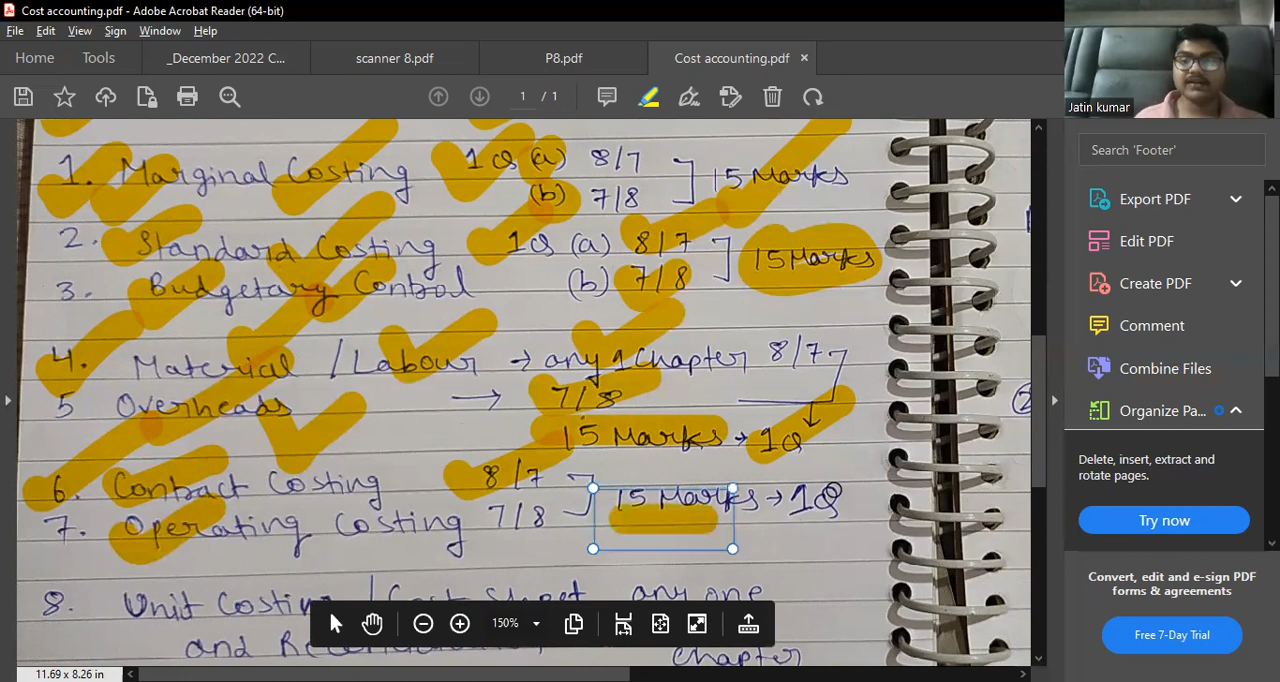 Cost accounting.pdf - Adobe Acrobat Reader (64-bit)
File Edit View Sign Window Help
Home Tools _December 2022 C... scanner 8.pdf P8.pdf Cost accounting.pdf ×
1 / 1
Jatin kumar
1. Marginal Costing 1Q (a) 8/7
(b) 7/8
15 Marks
2. Standard Costing 1Q (a) 8/7
3. Budgetary Control (b) 7/8
15 Marks
4. Material / Labour → any 1 Chapter 8/7
5 Overheads → 7/8
15 Marks → 1Q
6. Contract Costing 8/7
7. Operating Costing 7/8
15 Marks → 1Q
8. Unit Costing / Cost Sheet any one
and chapter
150%
11.69 x 8.26 in
Search 'Footer'
Export PDF
Edit PDF
Create PDF
Comment
Combine Files
Organize Pa...
Delete, insert, extract and
rotate pages.
Try now
Convert, edit and e-sign PDF
forms & agreements
Free 7-Day Trial